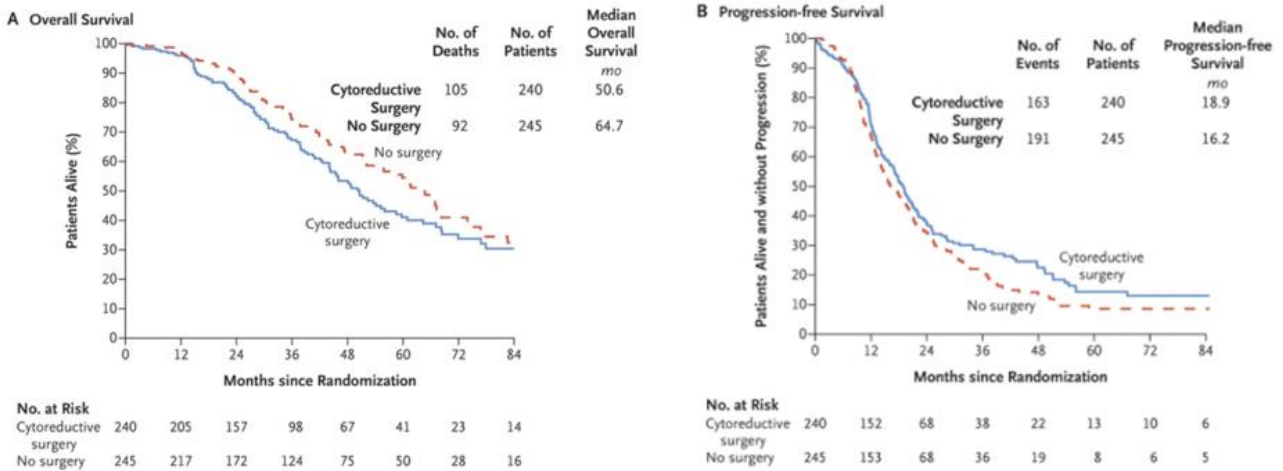 A Overall Survival
No. of Deaths No. of Patients Median Overall Survival
mo
Cytoreductive Surgery 105 240 50.6
No Surgery 92 245 64.7
Patients Alive (%)
100
90
80
70
60
50
40
30
20
10
0
No surgery
Cytoreductive surgery
0 12 24 36 48 60 72 84
Months since Randomization
No. at Risk
Cytoreductive surgery 240 205 157 98 67 41 23 14
No surgery 245 217 172 124 75 50 28 16
B Progression-free Survival
No. of Events No. of Patients Median Progression-free Survival
mo
Cytoreductive Surgery 163 240 18.9
No Surgery 191 245 16.2
Patients Alive and without Progression (%)
100
90
80
70
60
50
40
30
20
10
0
Cytoreductive surgery
No surgery
0 12 24 36 48 60 72 84
Months since Randomization
No. at Risk
Cytoreductive surgery 240 152 68 38 22 13 10 6
No surgery 245 153 68 36 19 8 6 5